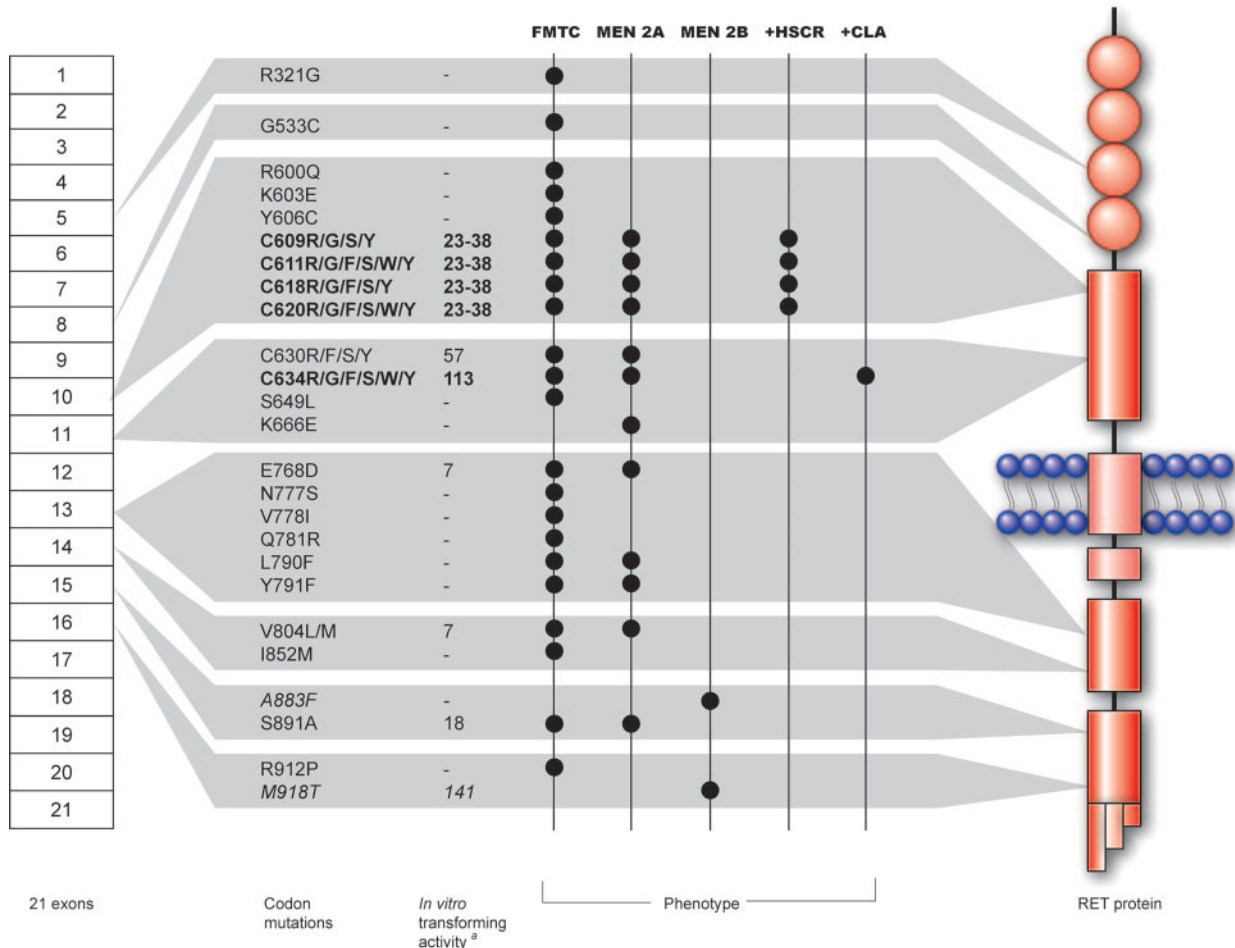 FMTC MEN 2A MEN 2B +HSCR +CLA
1
2
3
4
5
6
7
8
9
10
11
12
13
14
15
16
17
18
19
20
21
R321G -
G533C -
R600Q -
K603E -
Y606C -
C609R/G/S/Y 23-38
C611R/G/F/S/W/Y 23-38
C618R/G/F/S/Y 23-38
C620R/G/F/S/W/Y 23-38
C630R/F/S/Y 57
C634R/G/F/S/W/Y 113
S649L -
K666E -
E768D 7
N777S -
V778I -
Q781R -
L790F -
Y791F -
V804L/M 7
I852M -
A883F -
S891A 18
R912P -
M918T 141
21 exons
Codon
mutations
In vitro
transforming
activity a
Phenotype
RET protein